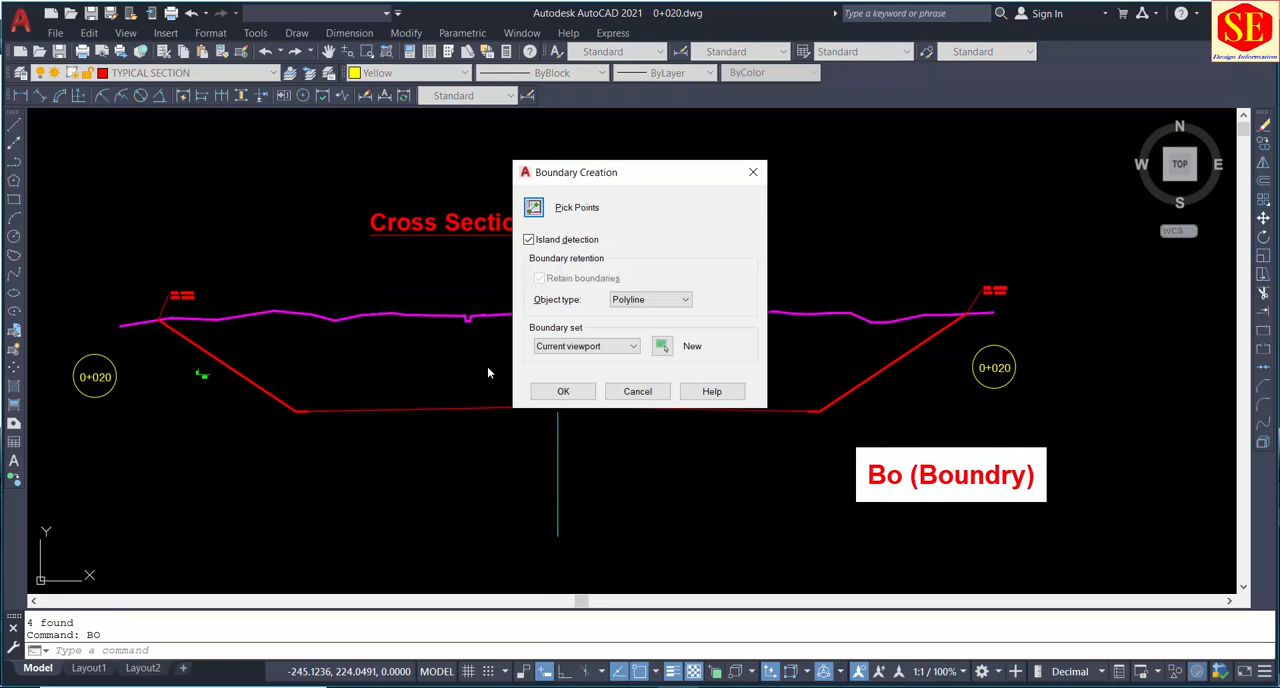 Autodesk AutoCAD 2021 0+020.dwg
Type a keyword or phrase
Sign In
SE
Design Information
File Edit View Insert Format Tools Draw Dimension Modify Parametric Window Help Express
Standard Standard Standard Standard
TYPICAL SECTION Yellow ByBlock ByLayer ByColor
Standard
N
W TOP E
S
WCS
Boundary Creation
Pick Points
Cross Sectio
Island detection
Boundary retention
Retain boundaries
Object type: Polyline
Boundary set
Current viewport New
OK Cancel Help
0+020
0+020
Bo (Boundry)
Y
X
4 found
Command: BO
Type a command
Model Layout1 Layout2 + -245.1236, 224.0491, 0.0000 MODEL 1:1 / 100% Decimal